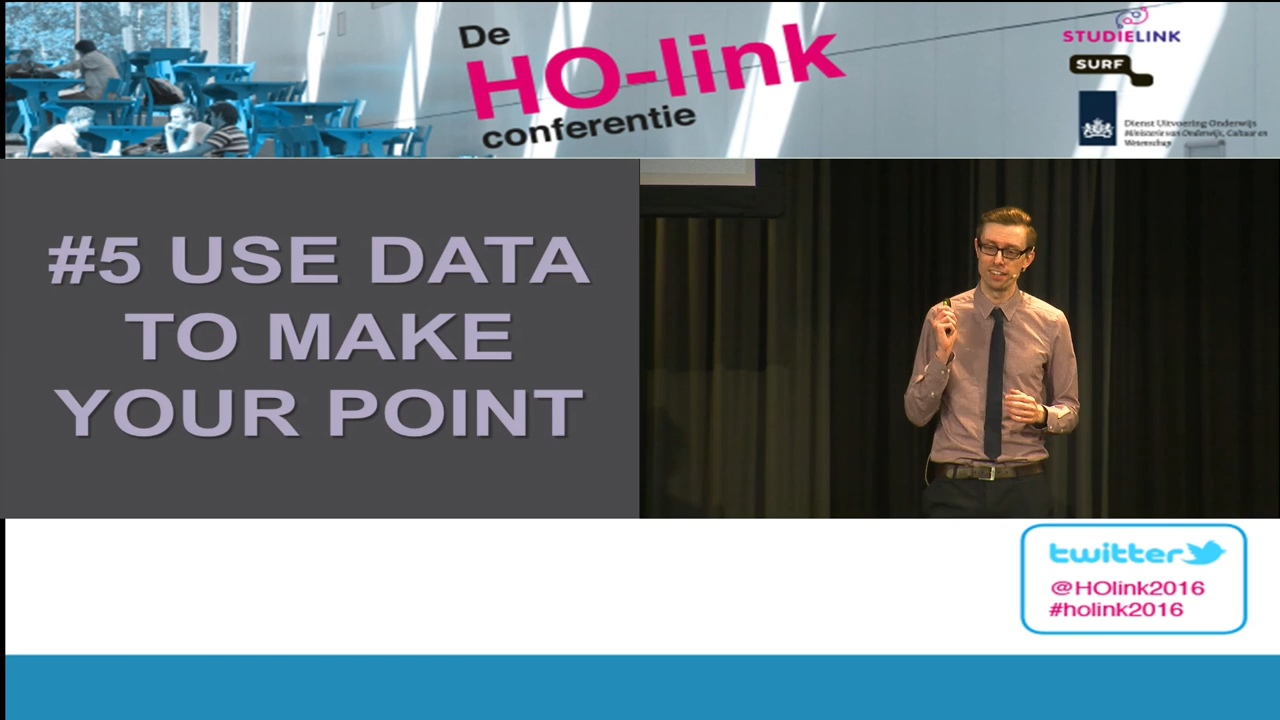 De
HO-link
conferentie
STUDIELINK
SURF
Dienst Uitvoering Onderwijs
Ministerie van Onderwijs, Cultuur en
Wetenschap
#5 USE DATA
TO MAKE
YOUR POINT
twitter
@HOlink2016
#holink2016